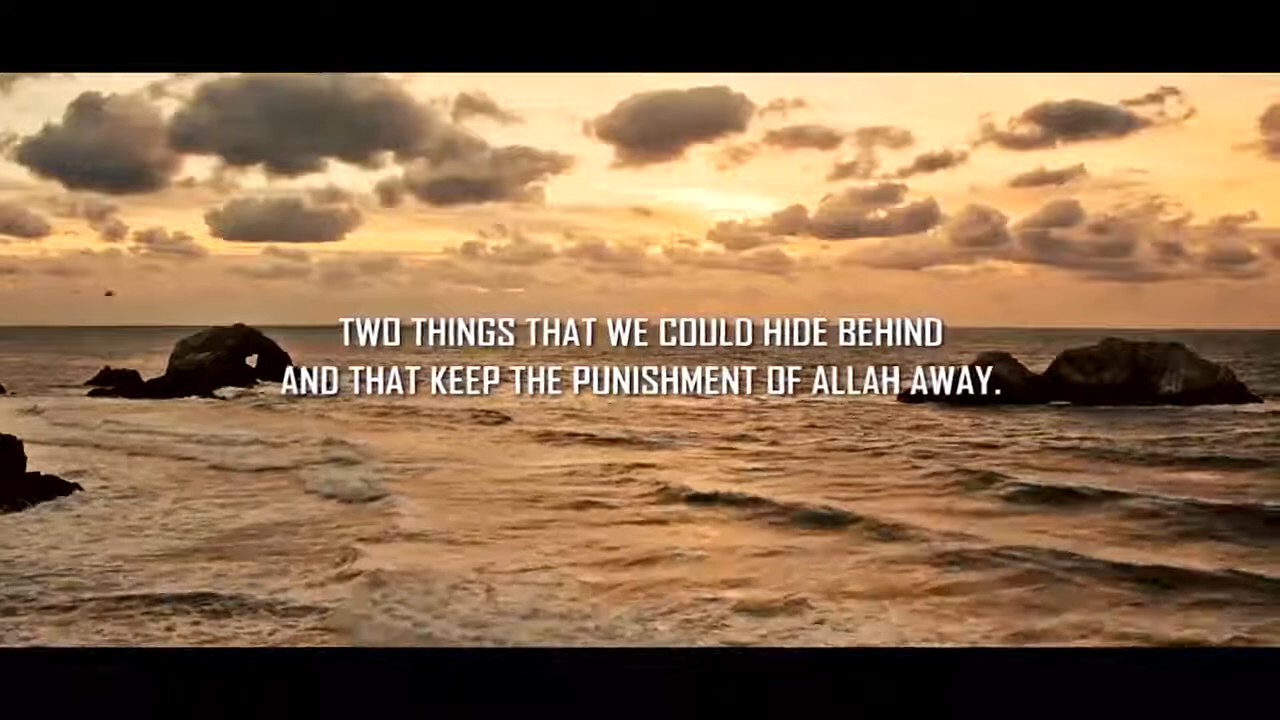 TWO THINGS THAT WE COULD HIDE BEHIND
AND THAT KEEP THE PUNISHMENT OF ALLAH AWAY.